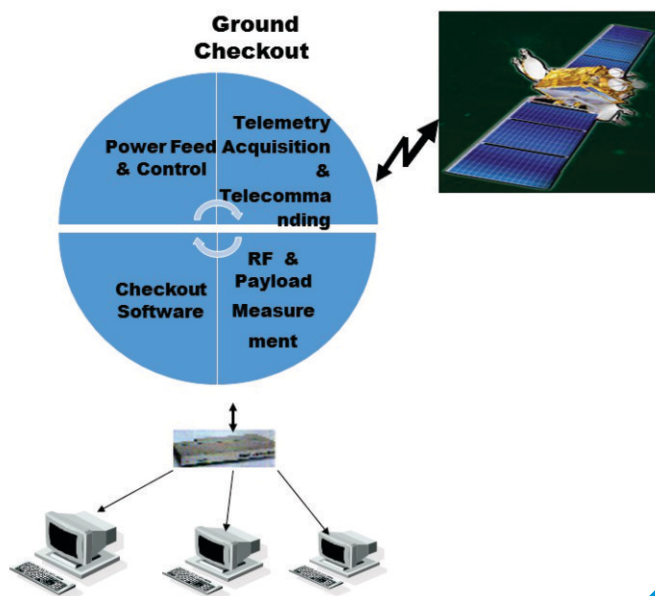 Ground
Checkout
Power Feed
& Control
Telemetry
Acquisition
&
Telecomma
nding
Checkout
Software
RF &
Payload
Measure
ment